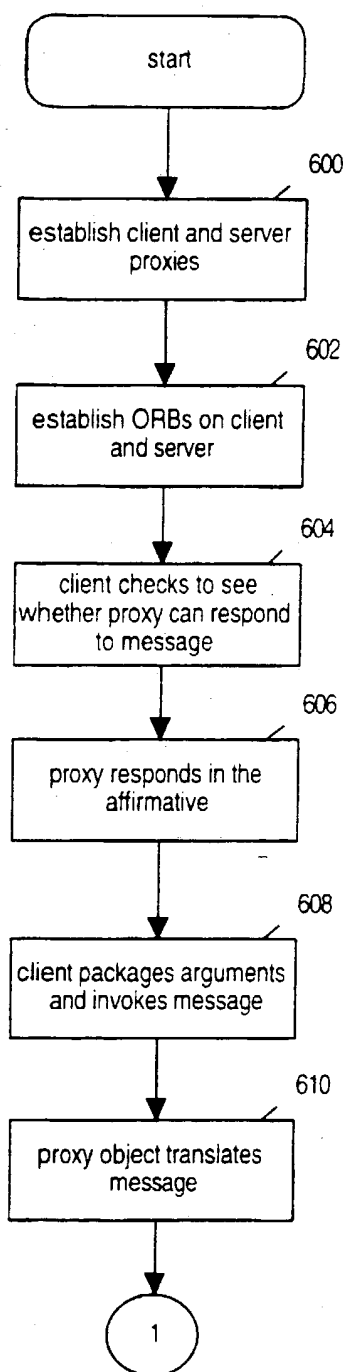 start
600
establish client and server
proxies
602
establish ORBs on client
and server
604
client checks to see
whether proxy can respond
to message
606
proxy responds in the
affirmative
608
client packages arguments
and invokes message
610
proxy object translates
message
1